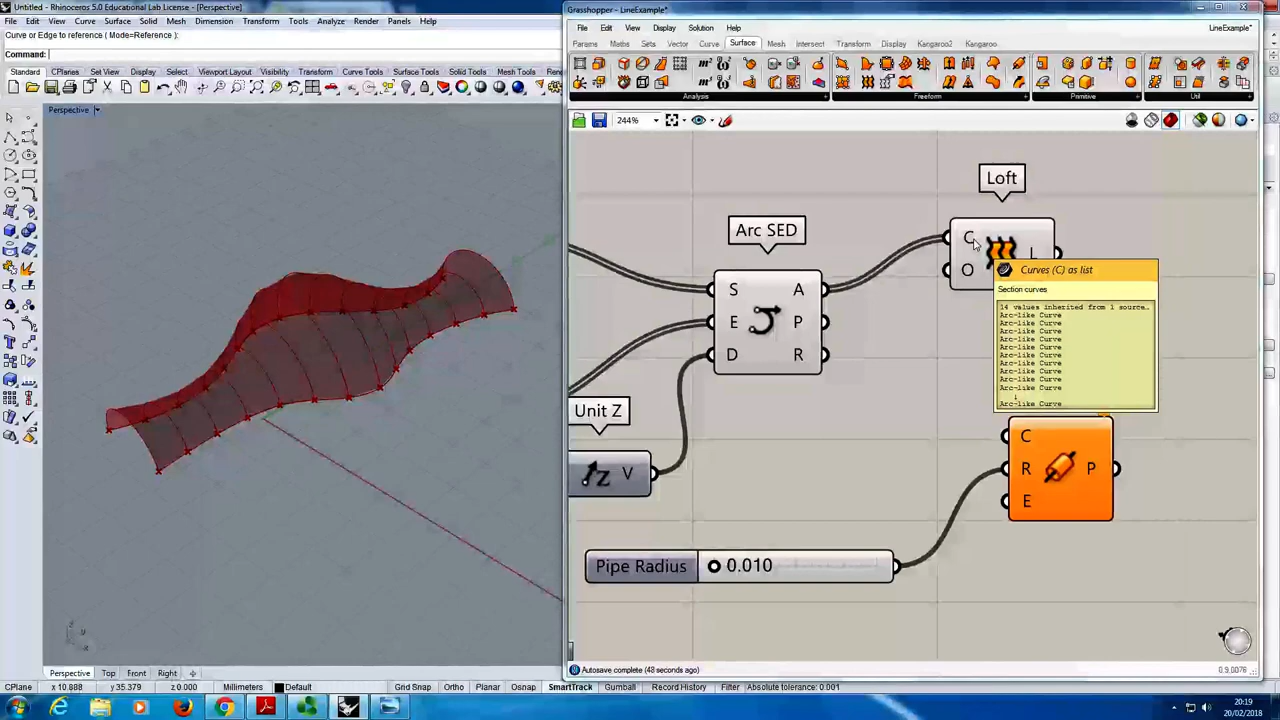 Untitled - Rhinoceros 5.0 Educational Lab License - [Perspective]
File Edit View Curve Surface Solid Mesh Dimension Transform Tools Analyze Render Panels Help
Curve or Edge to reference ( Mode=Reference ):
Command:
Standard CPlanes Set View Display Select Viewport Layout Visibility Transform Curve Tools Surface Tools Solid Tools Mesh Tools
Perspective
Perspective Top Front Right
CPlane x 10.888 y 35.379 z 0.000 Millimeters Default Grid Snap Ortho Planar Osnap SmartTrack Gumball Record History Filter Absolute tolerance: 0.001
Grasshopper - LineExample*
File Edit View Display Solution Help LineExample*
Params Maths Sets Vector Curve Surface Mesh Intersect Transform Display Kangaroo2 Kangaroo
Analysis Freeform Primitive Util
244%
Loft
C
O
L
Arc SED
S
E
D
A
P
R
Curves (C) as list
Section curves
14 values inherited from 1 source...
Arc-like Curve
Arc-like Curve
Arc-like Curve
Arc-like Curve
Arc-like Curve
Arc-like Curve
Arc-like Curve
Arc-like Curve
Arc-like Curve
Arc-like Curve
Arc-like Curve
Unit Z
V
C
R
E
P
Pipe Radius 0.010
Autosave complete (48 seconds ago)
0.9.0076
20:19
20/02/2018